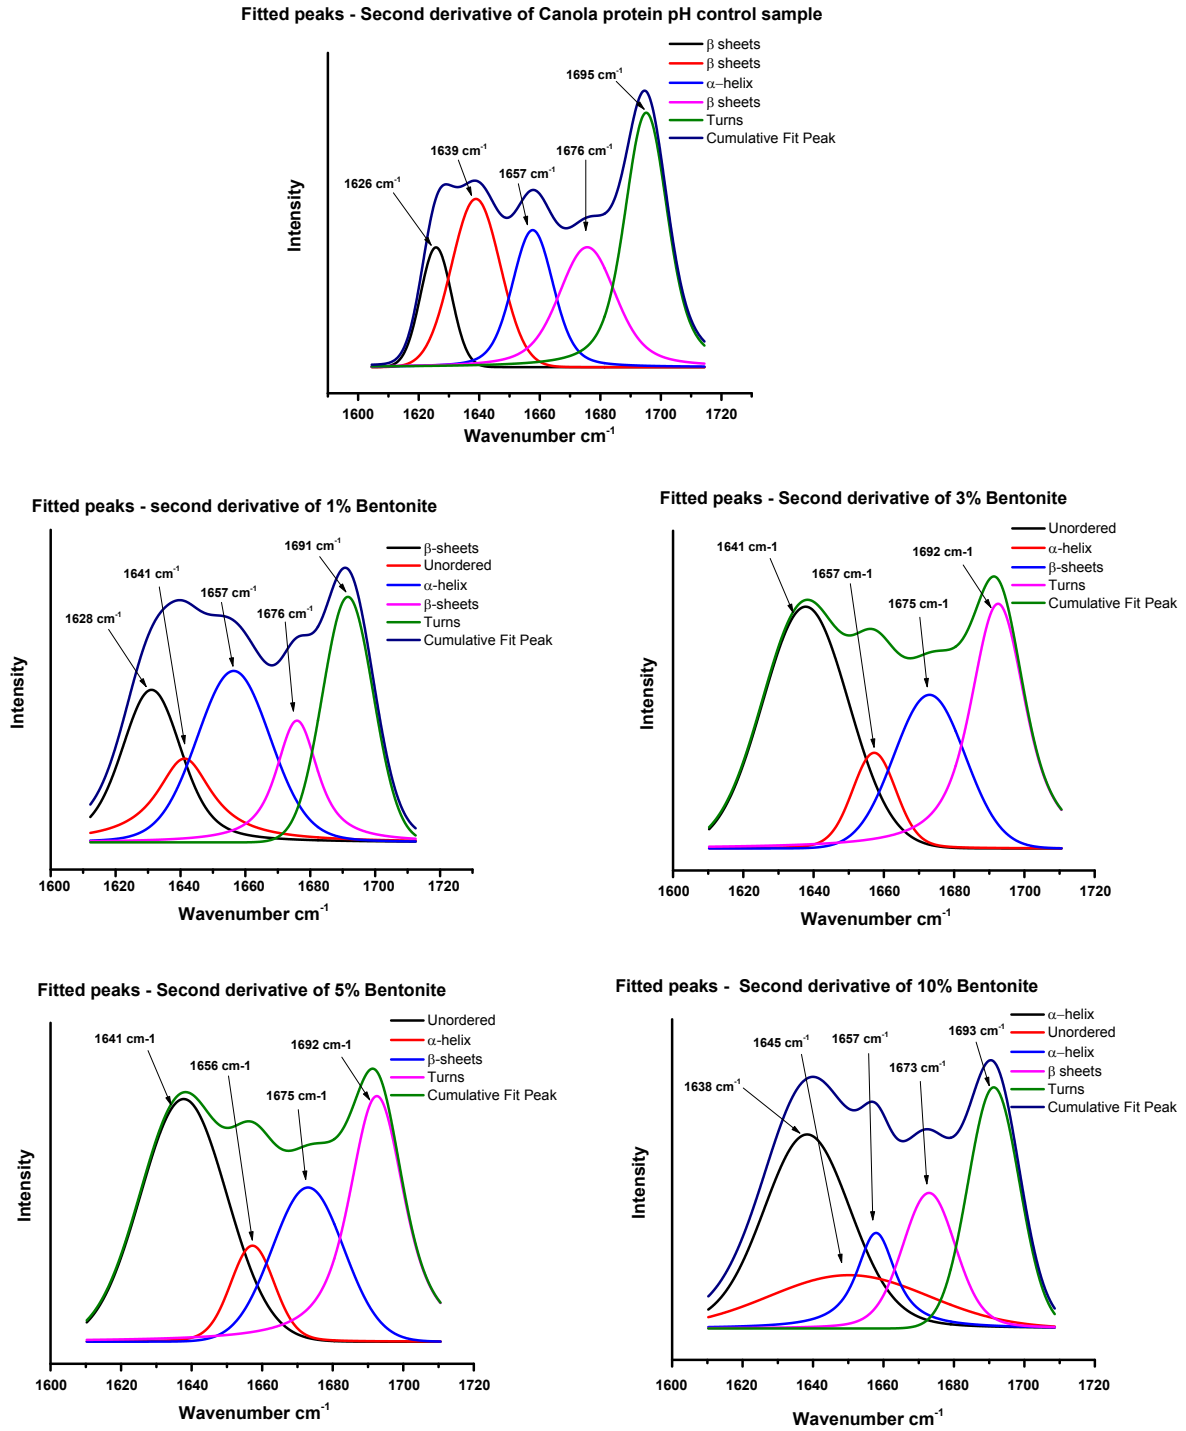 Fitted peaks - Second derivative of Canola protein pH control sample
β sheets
β sheets
α–helix
β sheets
Turns
Cumulative Fit Peak
1695 cm-1
1639 cm-1
1676 cm-1
1657 cm-1
1626 cm-1
Intensity
1600 1620 1640 1660 1680 1700 1720
Wavenumber cm-1
Fitted peaks - second derivative of 1% Bentonite
β-sheets
Unordered
α-helix
β-sheets
Turns
Cumulative Fit Peak
1691 cm-1
1641 cm-1
1657 cm-1
1676 cm-1
1628 cm-1
Intensity
1600 1620 1640 1660 1680 1700 1720
Wavenumber cm-1
Fitted peaks - Second derivative of 3% Bentonite
Unordered
α-helix
β-sheets
Turns
Cumulative Fit Peak
1641 cm-1
1692 cm-1
1657 cm-1
1675 cm-1
Intensity
1600 1620 1640 1660 1680 1700 1720
Wavenumber cm-1
Fitted peaks - Second derivative of 5% Bentonite
Unordered
α-helix
β-sheets
Turns
Cumulative Fit Peak
1641 cm-1
1692 cm-1
1656 cm-1
1675 cm-1
Intensity
1600 1620 1640 1660 1680 1700 1720
Wavenumber cm-1
Fitted peaks - Second derivative of 10% Bentonite
α–helix
Unordered
α–helix
β sheets
Turns
Cumulative Fit Peak
1693 cm-1
1657 cm-1
1645 cm-1
1673 cm-1
1638 cm-1
Intensity
1600 1620 1640 1660 1680 1700 1720
Wavenumber cm-1